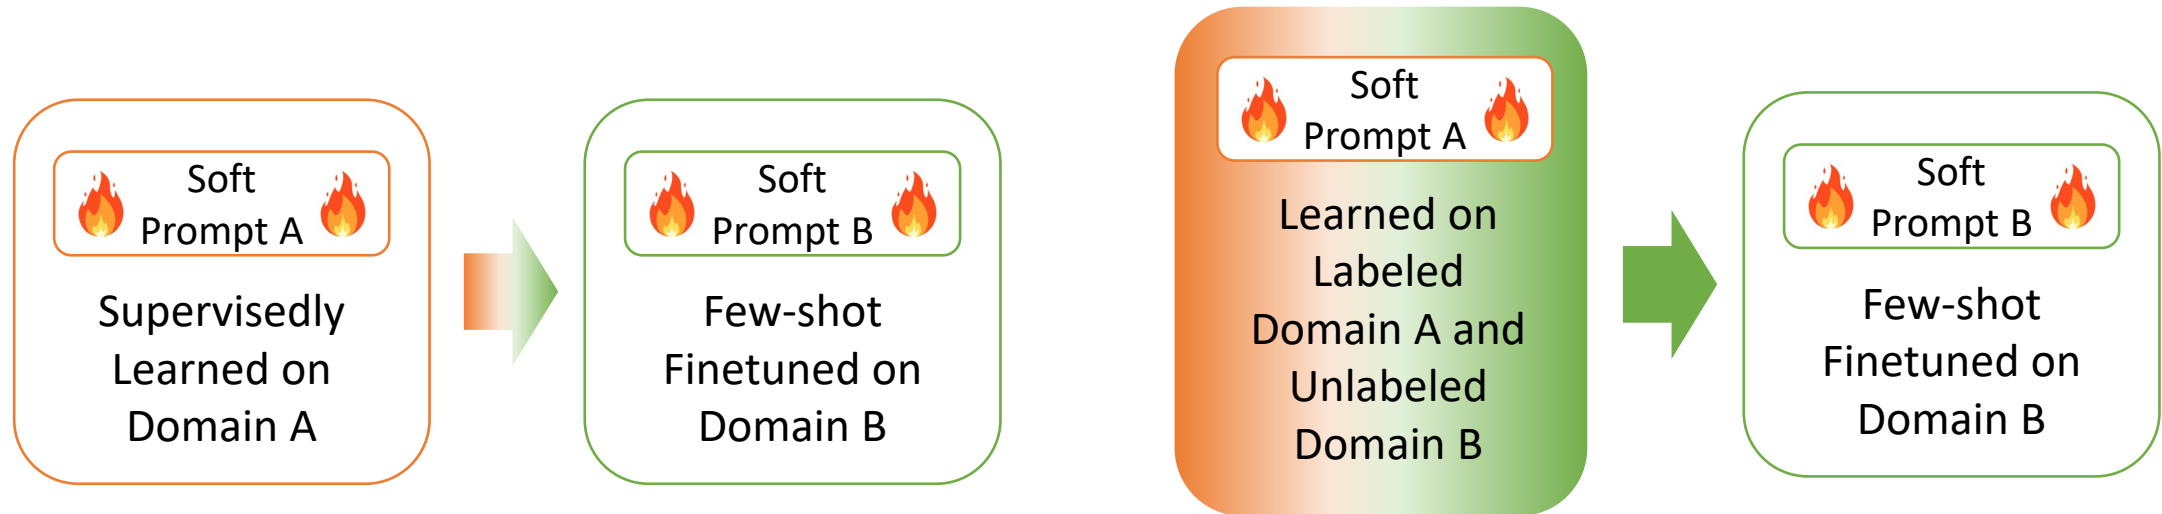 Soft
Prompt A
Supervisedly
Learned on
Domain A
Soft
Prompt B
Few-shot
Finetuned on
Domain B
Soft
Prompt A
Learned on
Labeled
Domain A and
Unlabeled
Domain B
Soft
Prompt B
Few-shot
Finetuned on
Domain B